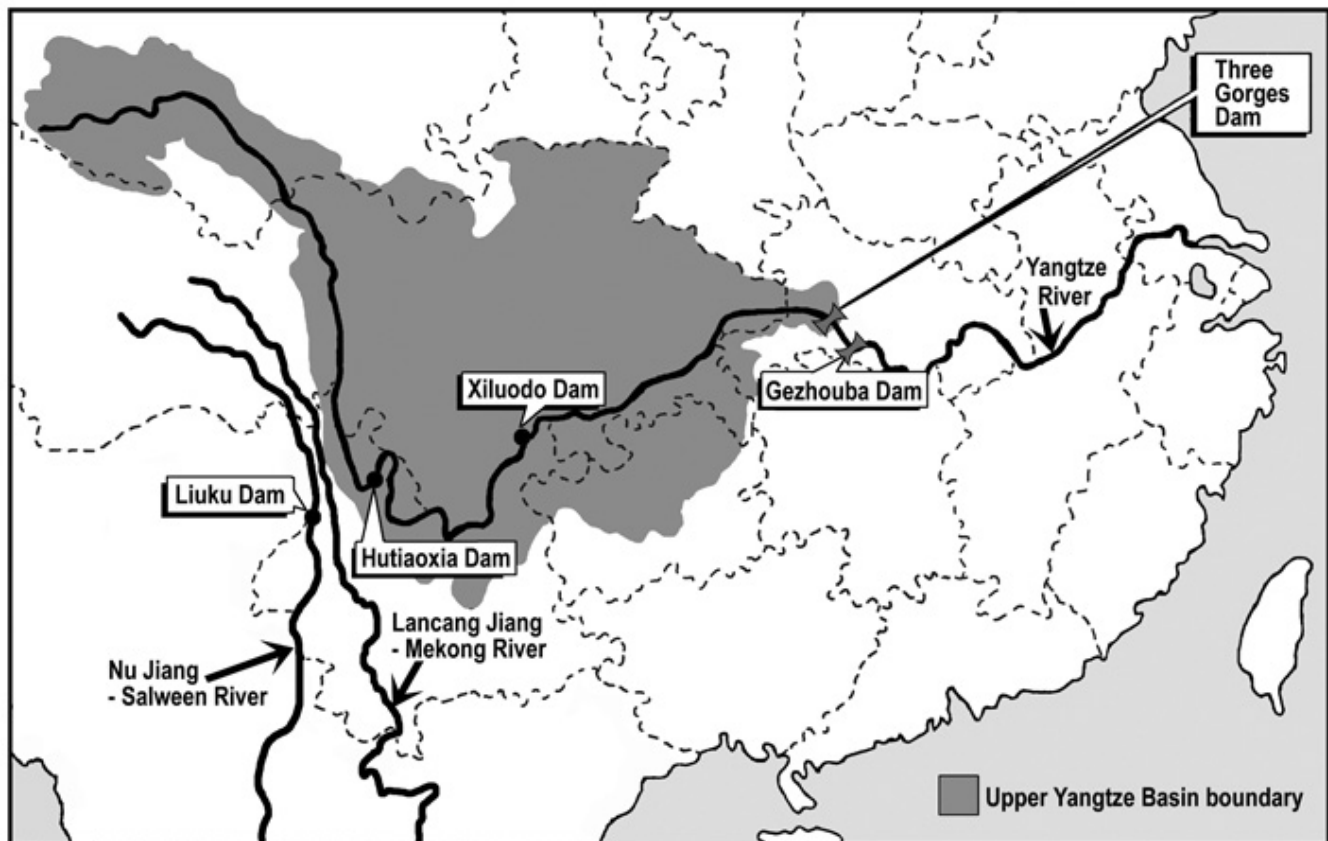 Three
Gorges
Dam
Yangtze
River
Xiluodo Dam
Gezhouba Dam
Liuku Dam
Hutiaoxia Dam
Lancang Jiang
- Mekong River
Nu Jiang
- Salween River
Upper Yangtze Basin boundary